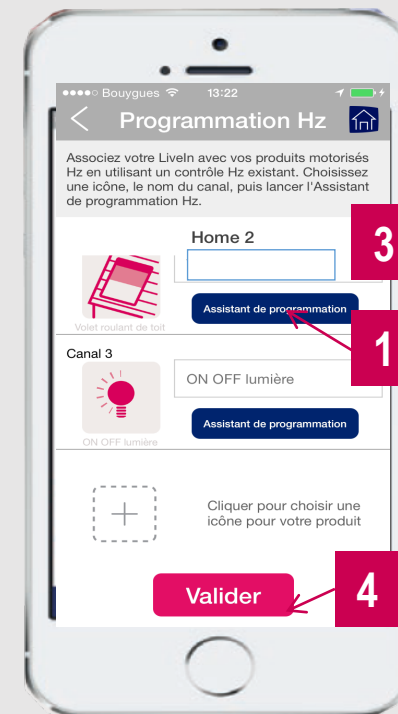 Bouygues 13:22
Programmation Hz
Associez votre LiveIn avec vos produits motorisés
Hz en utilisant un contrôle Hz existant. Choisissez
une icône, le nom du canal, puis lancer l'Assistant
de programmation Hz.
3
Home 2
Assistant de programmation
Volet roulant de toit
1
Canal 3
ON OFF lumière
Assistant de programmation
ON OFF lumière
Cliquer pour choisir une
icône pour votre produit
Valider
4